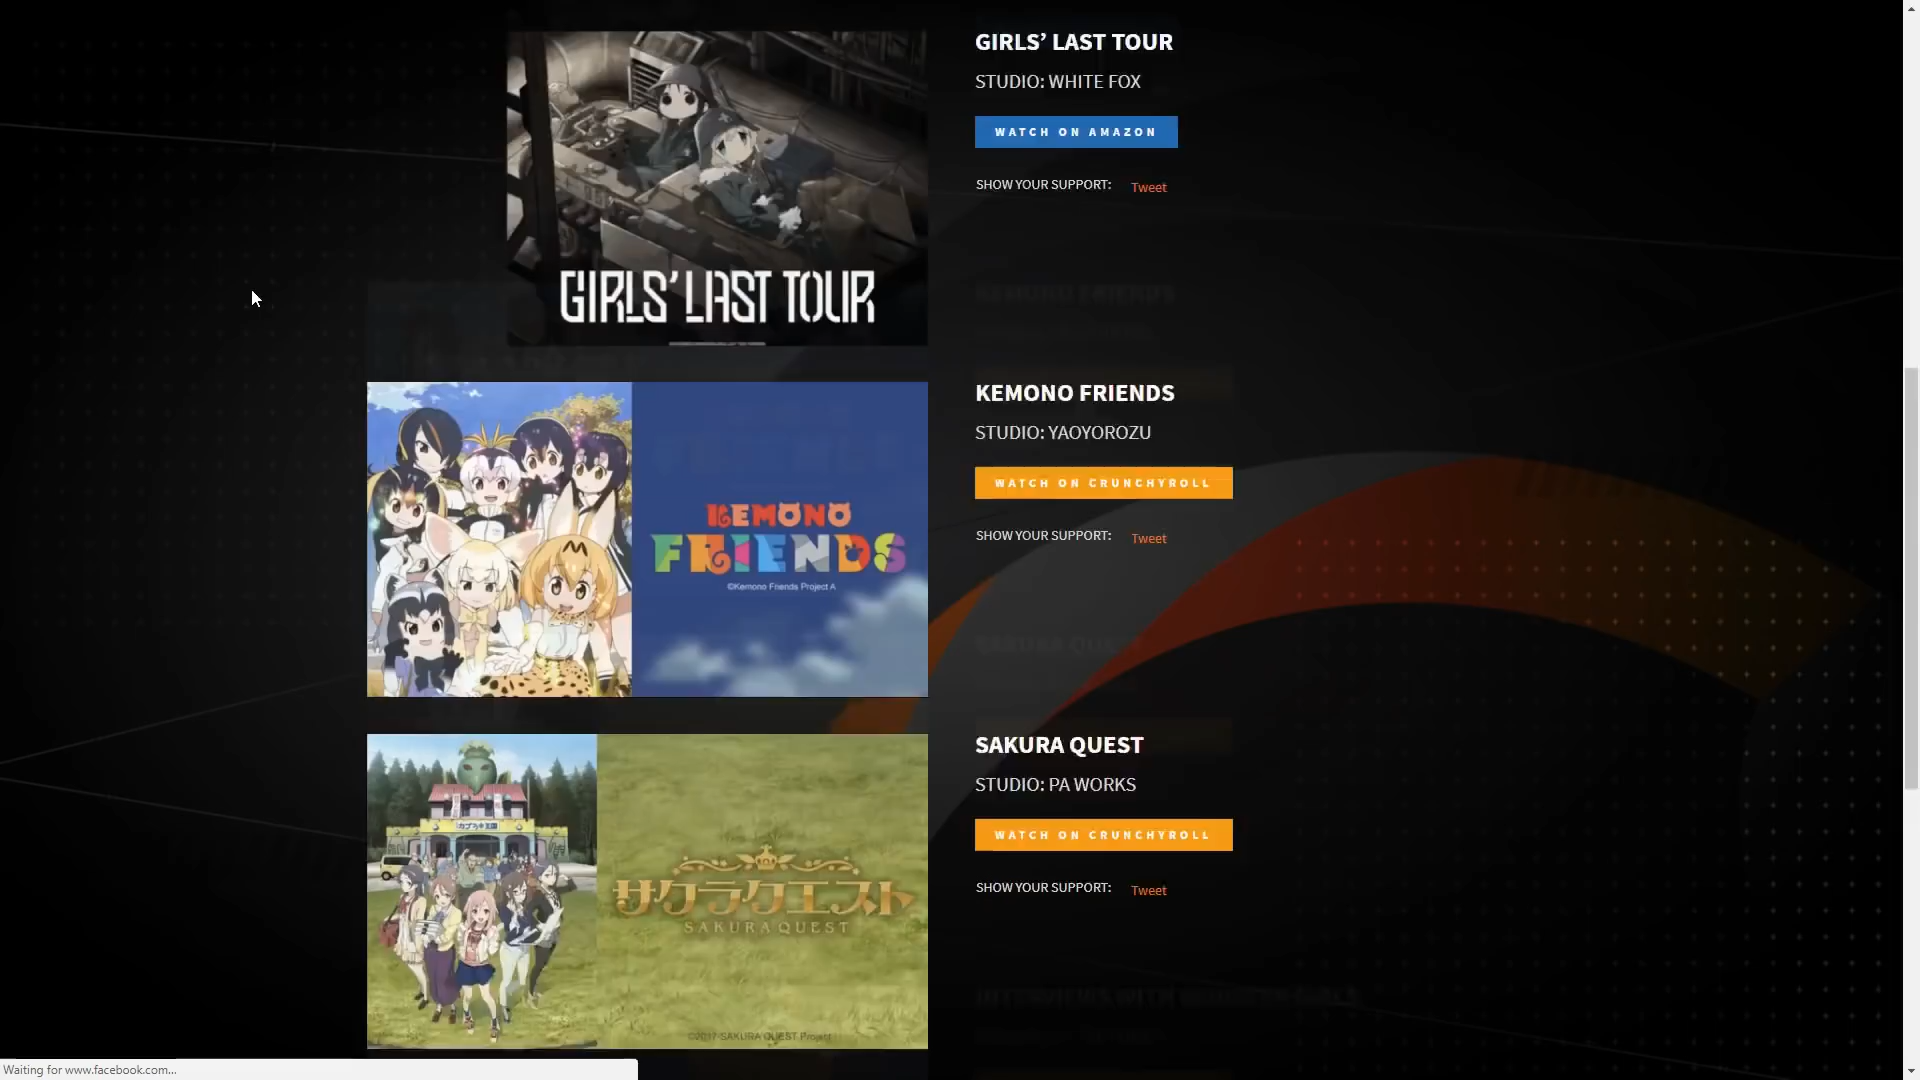 GIRLS’ LAST TOUR
STUDIO: WHITE FOX
WATCH ON AMAZON
SHOW YOUR SUPPORT: Tweet
GIRLS’ LAST TOUR
KEMONO FRIENDS
STUDIO: YAOYOROZU
WATCH ON CRUNCHYROLL
SHOW YOUR SUPPORT: Tweet
KEMONO
FRIENDS
©Kemono Friends Project A
SAKURA QUEST
STUDIO: PA WORKS
WATCH ON CRUNCHYROLL
SHOW YOUR SUPPORT: Tweet
サクラクエスト
SAKURA QUEST
©2017 SAKURA QUEST Project
Waiting for www.facebook.com...